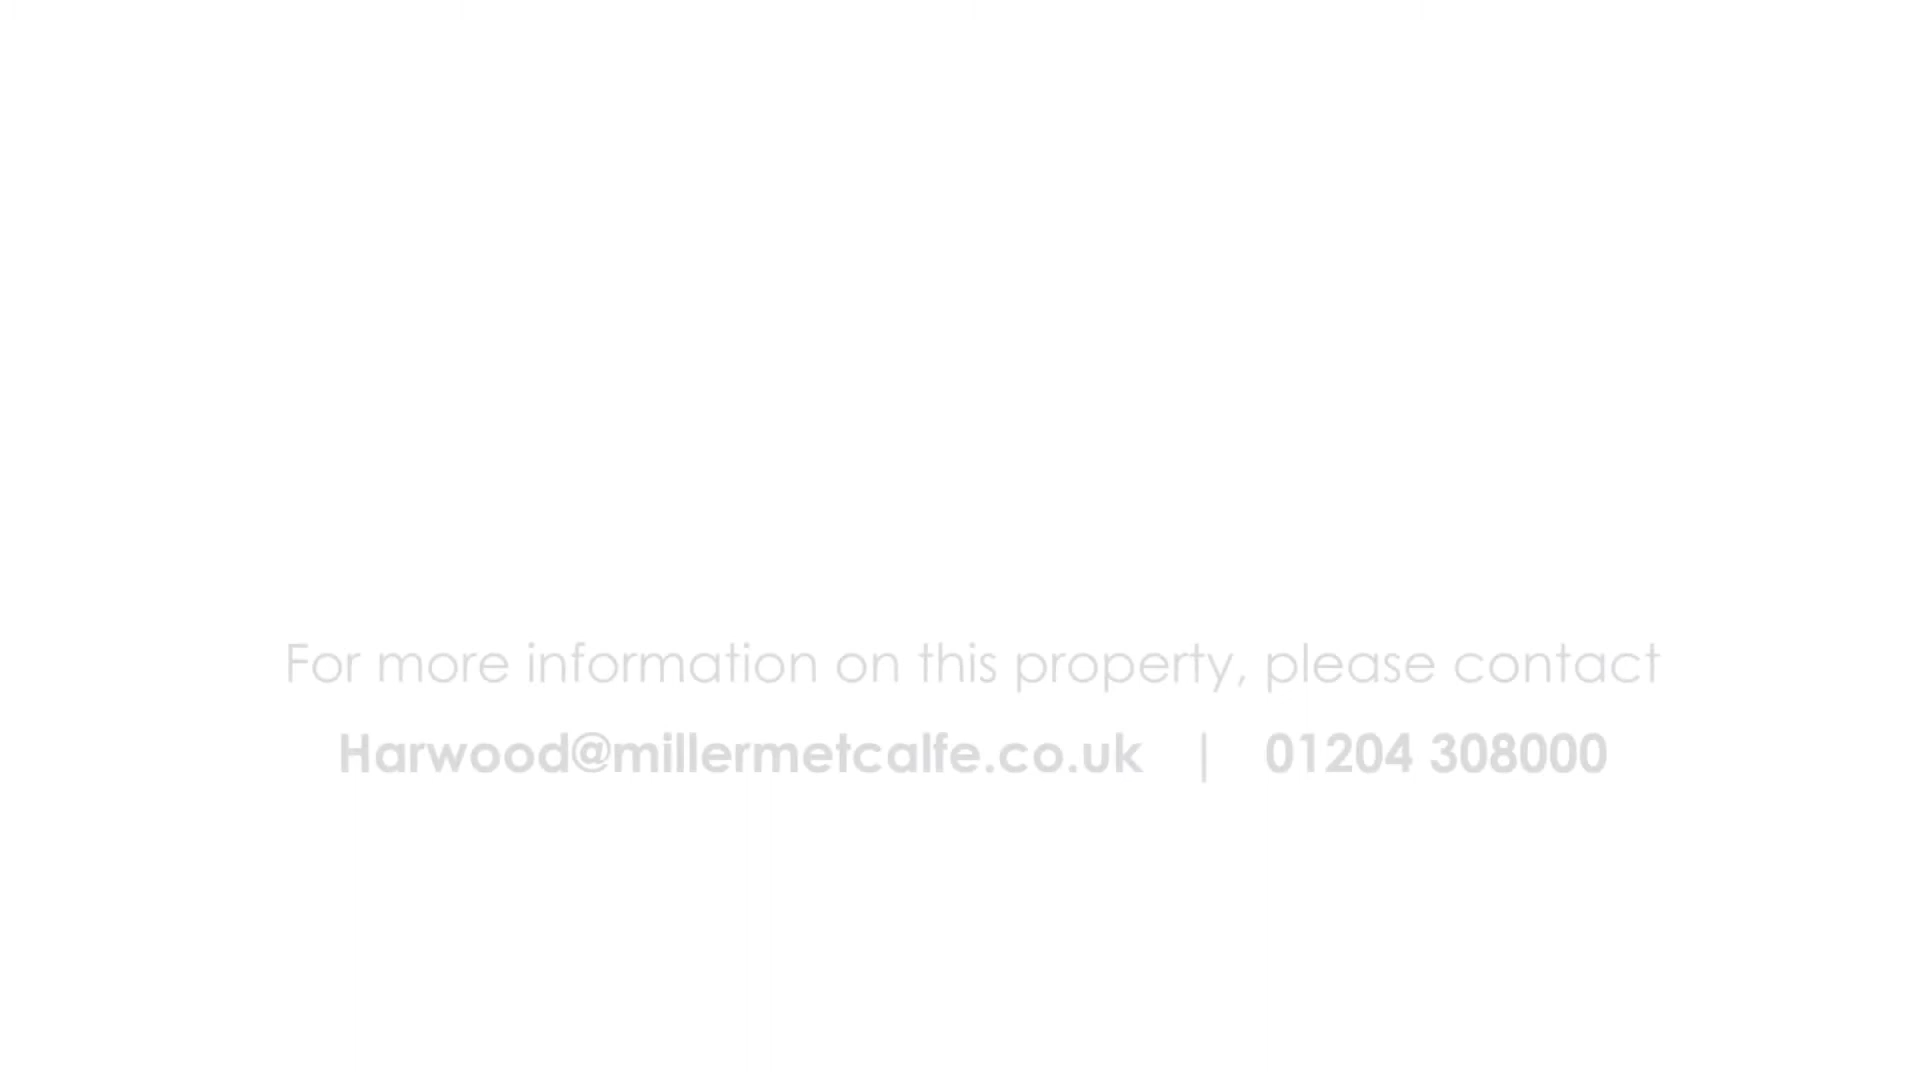 For more information on this property, please contact
Harwood@millermetcalfe.co.uk | 01204 308000